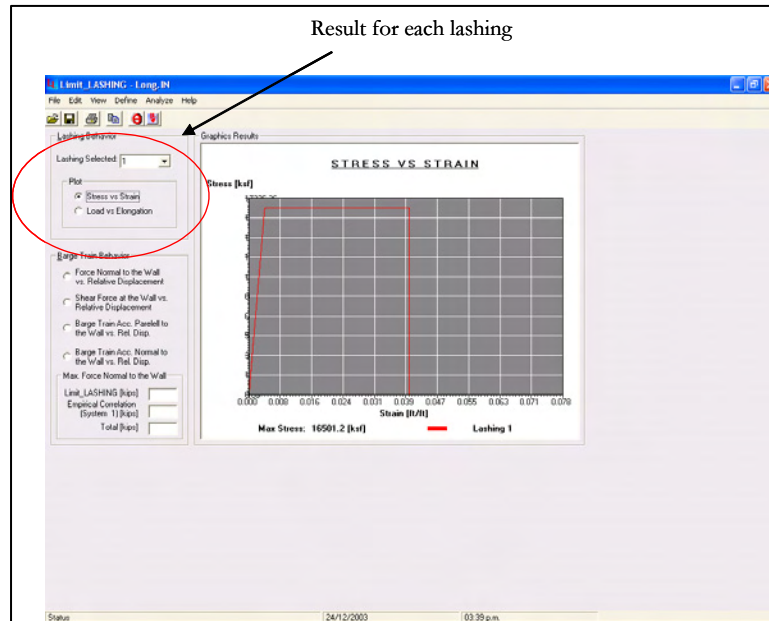 Result for each lashing
Limit_LASHING - Long.IN
File Edit View Define Analyze Help
Lashing Behavior
Lashing Selected: 1
Plot
Stress vs Strain
Load vs Elongation
Barge Train Behavior
Force Normal to the Wall
vs. Relative Displacement
Shear Force at the Wall vs.
Relative Displacement
Barge Train Acc. Parelell to
the Wall vs. Rel. Disp.
Barge Train Acc. Normal to
the Wall vs. Rel. Disp.
Max. Force Normal to the Wall
Limit_LASHING [kips]
Empirical Correlation
(System 1) [kips]
Total [kips]
Graphics Results
STRESS VS STRAIN
Stress [ksf]
0.000 0.008 0.016 0.024 0.031 0.039 0.047 0.055 0.063 0.071 0.078
Strain [ft/ft]
Max Stress: 16501.2 [ksf] Lashing 1
Status 24/12/2003 03:39 p.m.